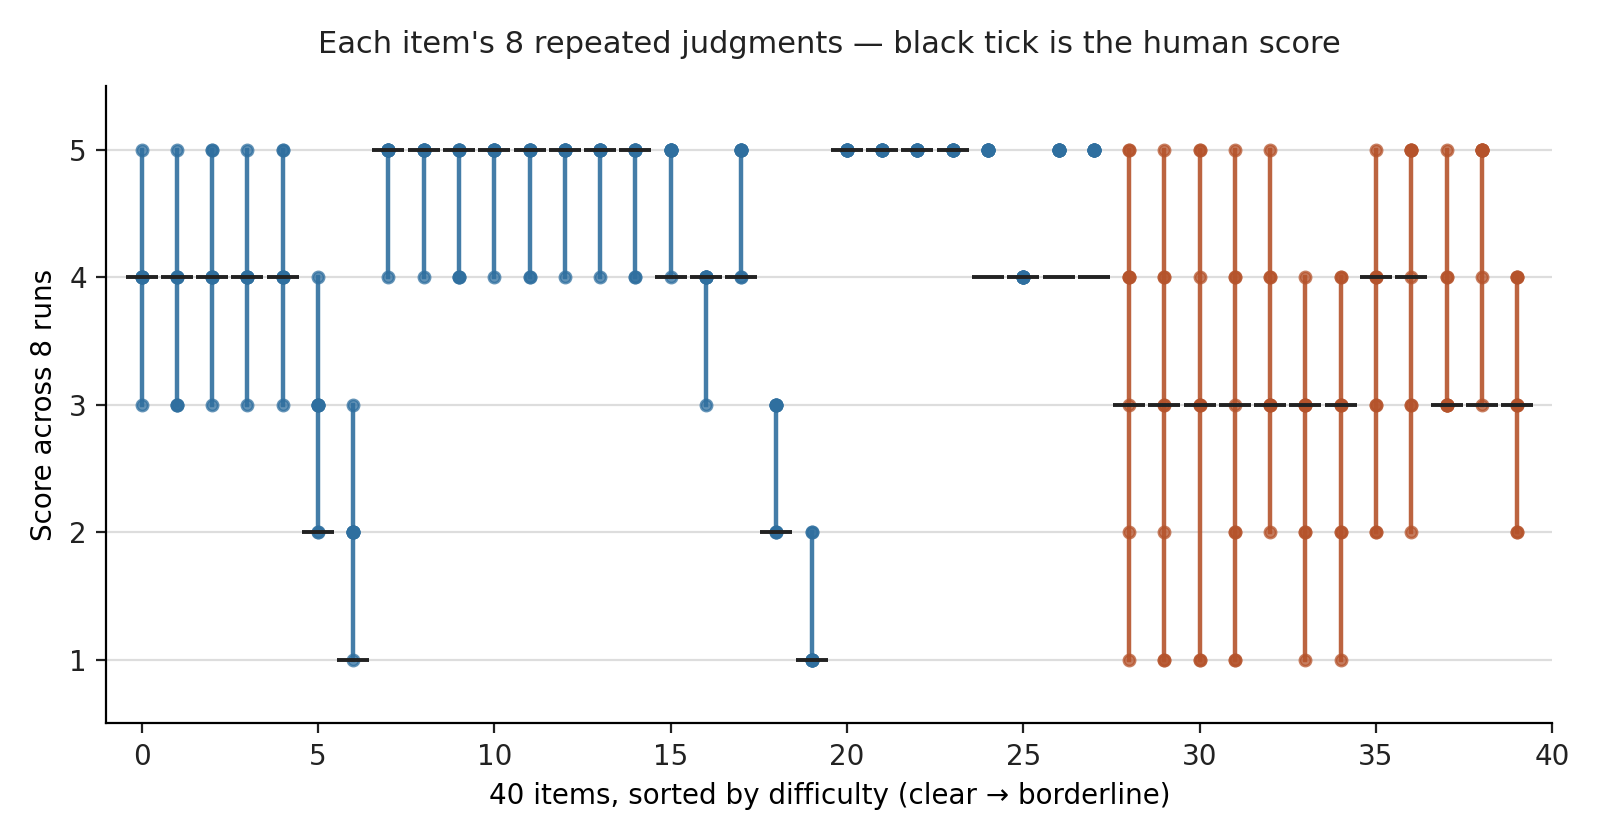 Each item's 8 repeated judgments — black tick is the human score
Score across 8 runs
5
4
3
2
1
0 5 10 15 20 25 30 35 40
40 items, sorted by difficulty (clear → borderline)